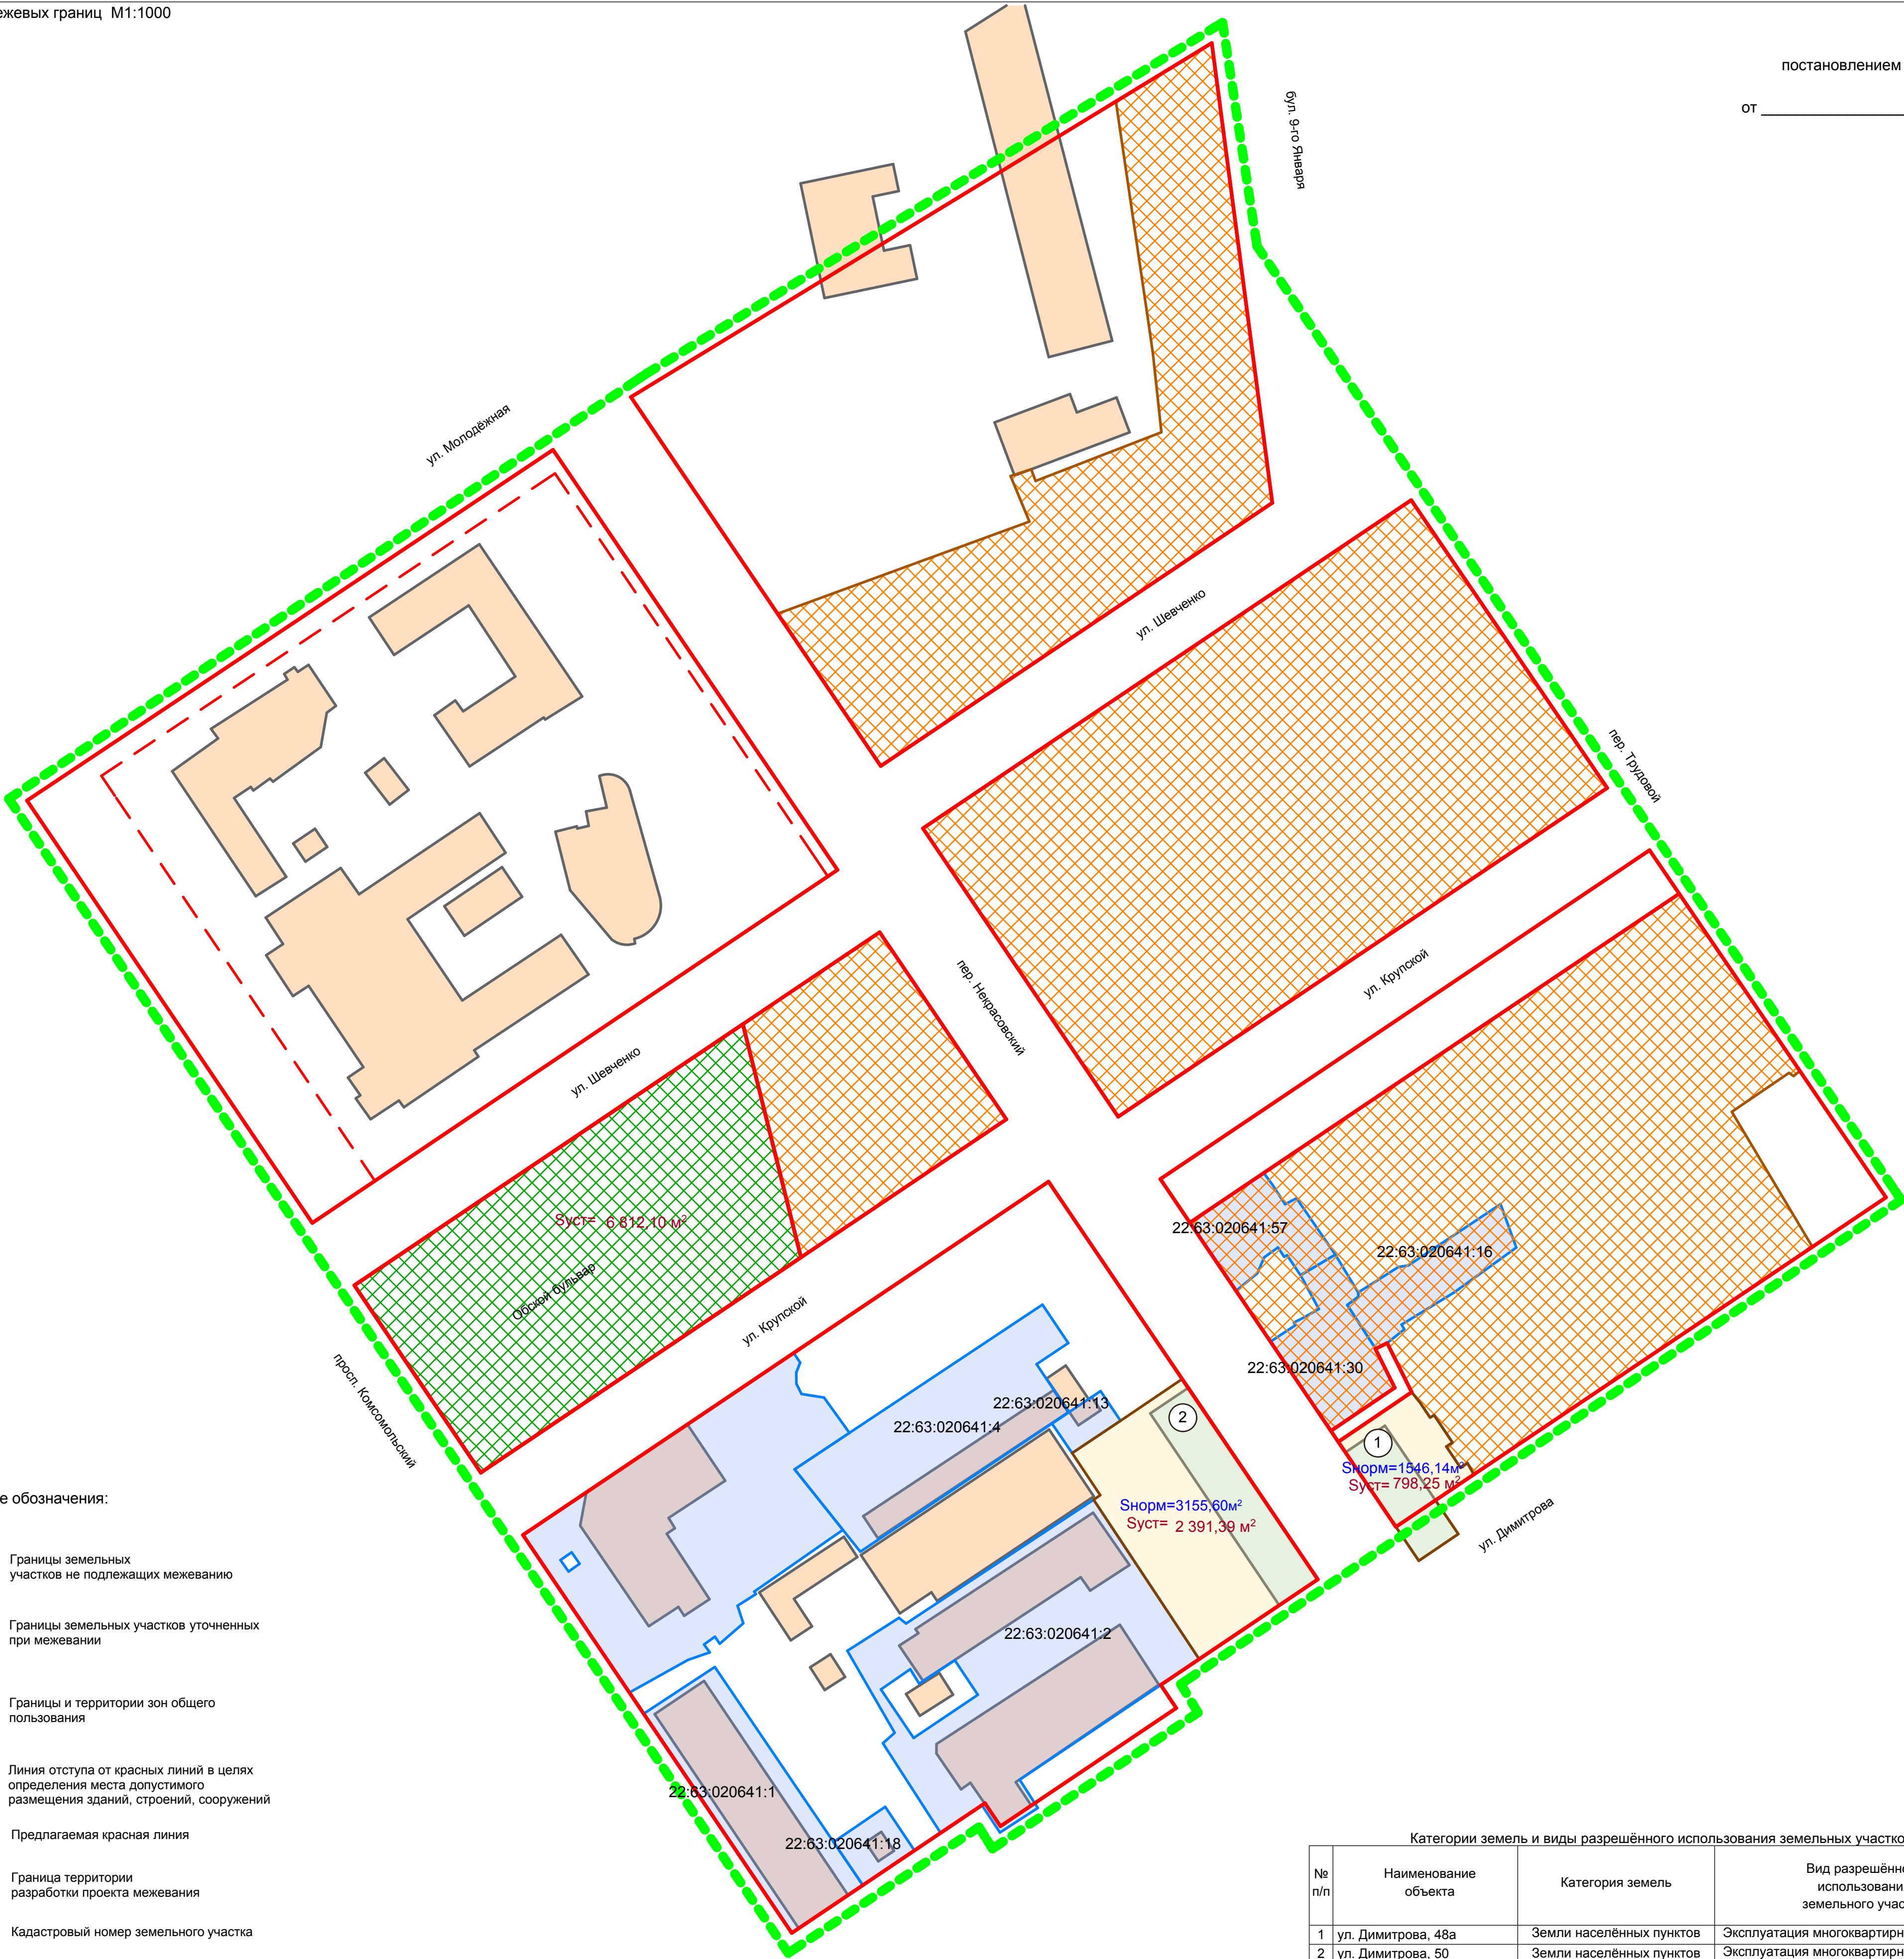 ежевых границ М1:1000
постановлением
от
бул. 9-го Января
ул. Молодёжная
ул. Шевченко
пер. Трудовой
ул. Крупской
пер. Некрасовский
ул. Шевченко
Sуст= 6 812,10 м²
Обской бульвар
22:63:020641:57
22:63:020641:16
ул. Крупской
просп. Комсомольский
22:63:020641:30
22:63:020641:13
22:63:020641:4
2
1
Sнорм=1546,14м²
Sуст= 798,25 м²
Sнорм=3155,60м²
Sуст= 2 391,39 м²
ул. Димитрова
22:63:020641:2
22:63:020641:1
22:63:020641:18
е обозначения:
Границы земельных
участков не подлежащих межеванию
Границы земельных участков уточненных
при межевании
Границы и территории зон общего
пользования
Линия отступа от красных линий в целях
определения места допустимого
размещения зданий, строений, сооружений
Предлагаемая красная линия
Граница территории
разработки проекта межевания
Кадастровый номер земельного участка
Категории земель и виды разрешённого использования земельных участко
№ п/п
Наименование объекта
Категория земель
Вид разрешённо
использовани
земельного учас
1 ул. Димитрова, 48а Земли населённых пунктов Эксплуатация многоквартирн
2 ул. Димитрова, 50 Земли населённых пунктов Эксплуатация многоквартирн